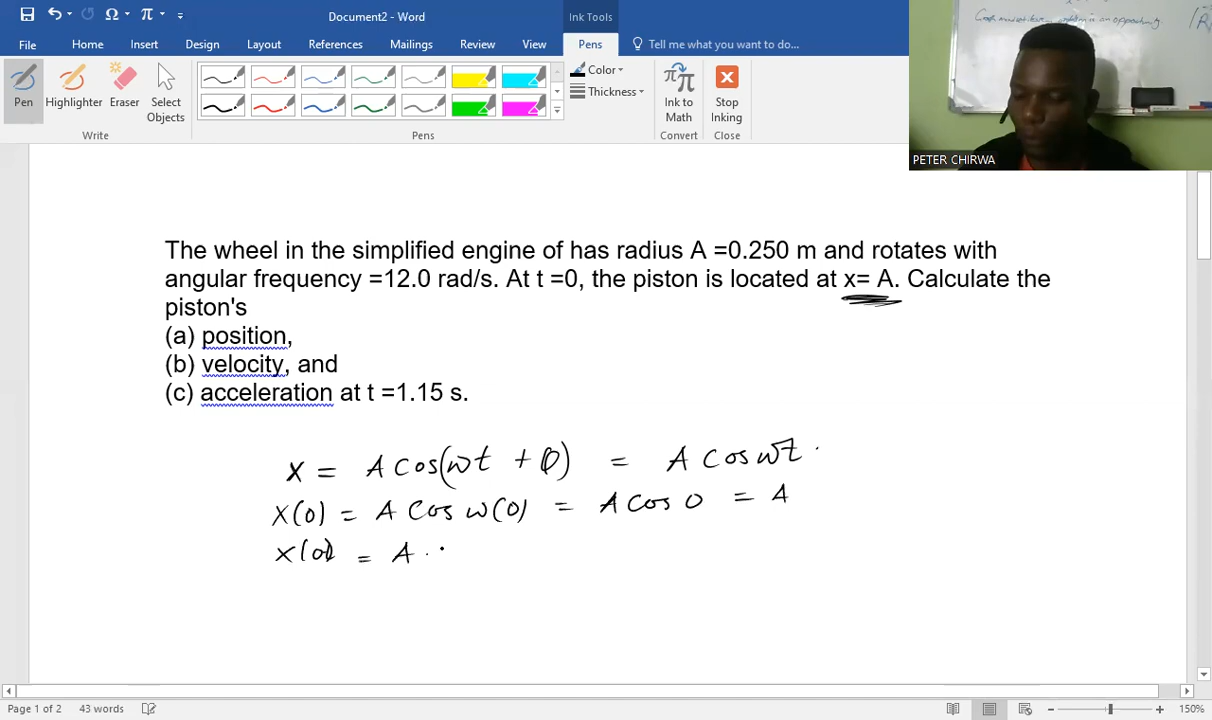 Document2 - Word
Ink Tools
File Home Insert Design Layout References Mailings Review View Pens Tell me what you want to do...
Pen Highlighter Eraser Select Objects
Color
Thickness
Ink to Math
Stop Inking
Write Pens Convert Close
PETER CHIRWA
The wheel in the simplified engine of has radius A =0.250 m and rotates with
angular frequency =12.0 rad/s. At t =0, the piston is located at x= A. Calculate the
piston's
(a) position,
(b) velocity, and
(c) acceleration at t =1.15 s.
x = A cos(ωt + 0) = A cos ωt .
x(0) = A cos ω(0) = A cos 0 = A
x(0) = A .
Page 1 of 2 43 words 150%